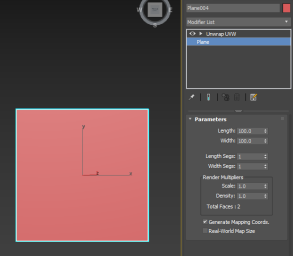 W
E
S
y
z
x
Plane004
Modifier List
Unwrap UVW
Plane
Parameters
Length: 100.0
Width: 100.0
Length Segs: 1
Width Segs: 1
Render Multipliers
Scale: 1.0
Density: 1.0
Total Faces : 2
Generate Mapping Coords.
Real-World Map Size